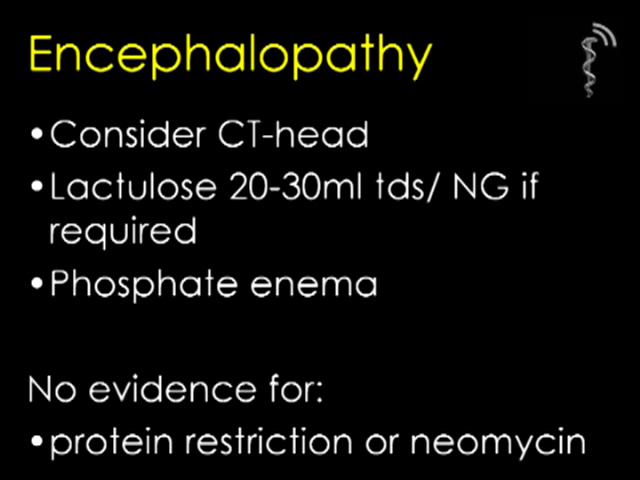 Encephalopathy
•Consider CT-head
•Lactulose 20-30ml tds/ NG if
required
•Phosphate enema
No evidence for:
•protein restriction or neomycin